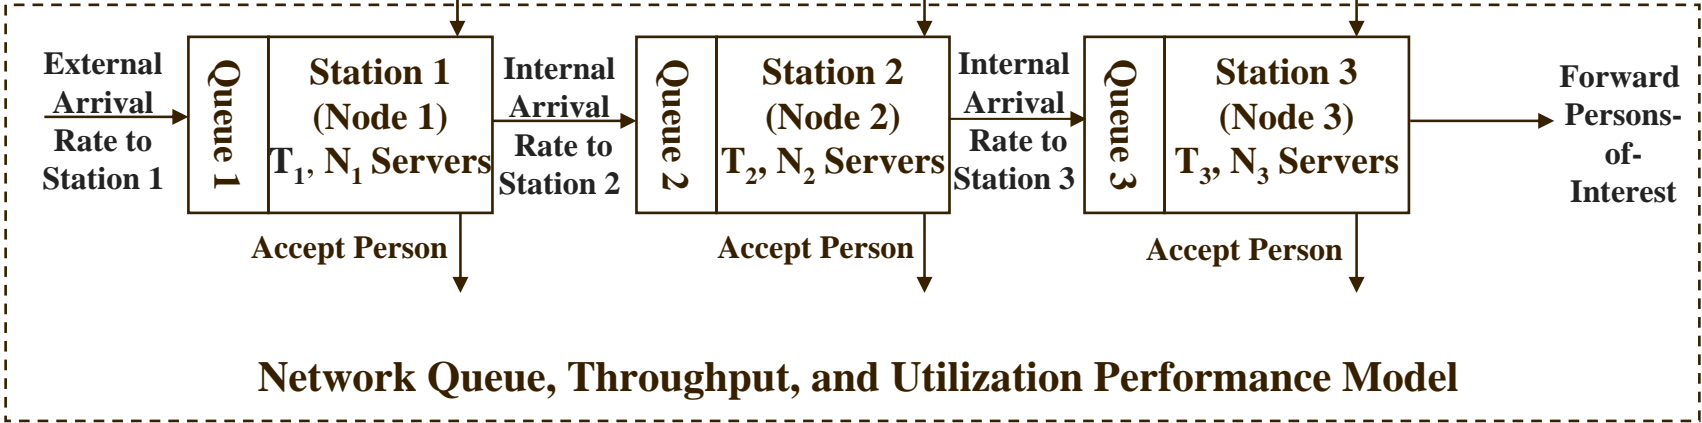 External
Arrival
Rate to
Station 1
Queue 1
Station 1
(Node 1)
T1, N1 Servers
Internal
Arrival
Rate to
Station 2
Queue 2
Station 2
(Node 2)
T2, N2 Servers
Internal
Arrival
Rate to
Station 3
Queue 3
Station 3
(Node 3)
T3, N3 Servers
Forward
Persons-
of-
Interest
Accept Person
Accept Person
Accept Person
Network Queue, Throughput, and Utilization Performance Model